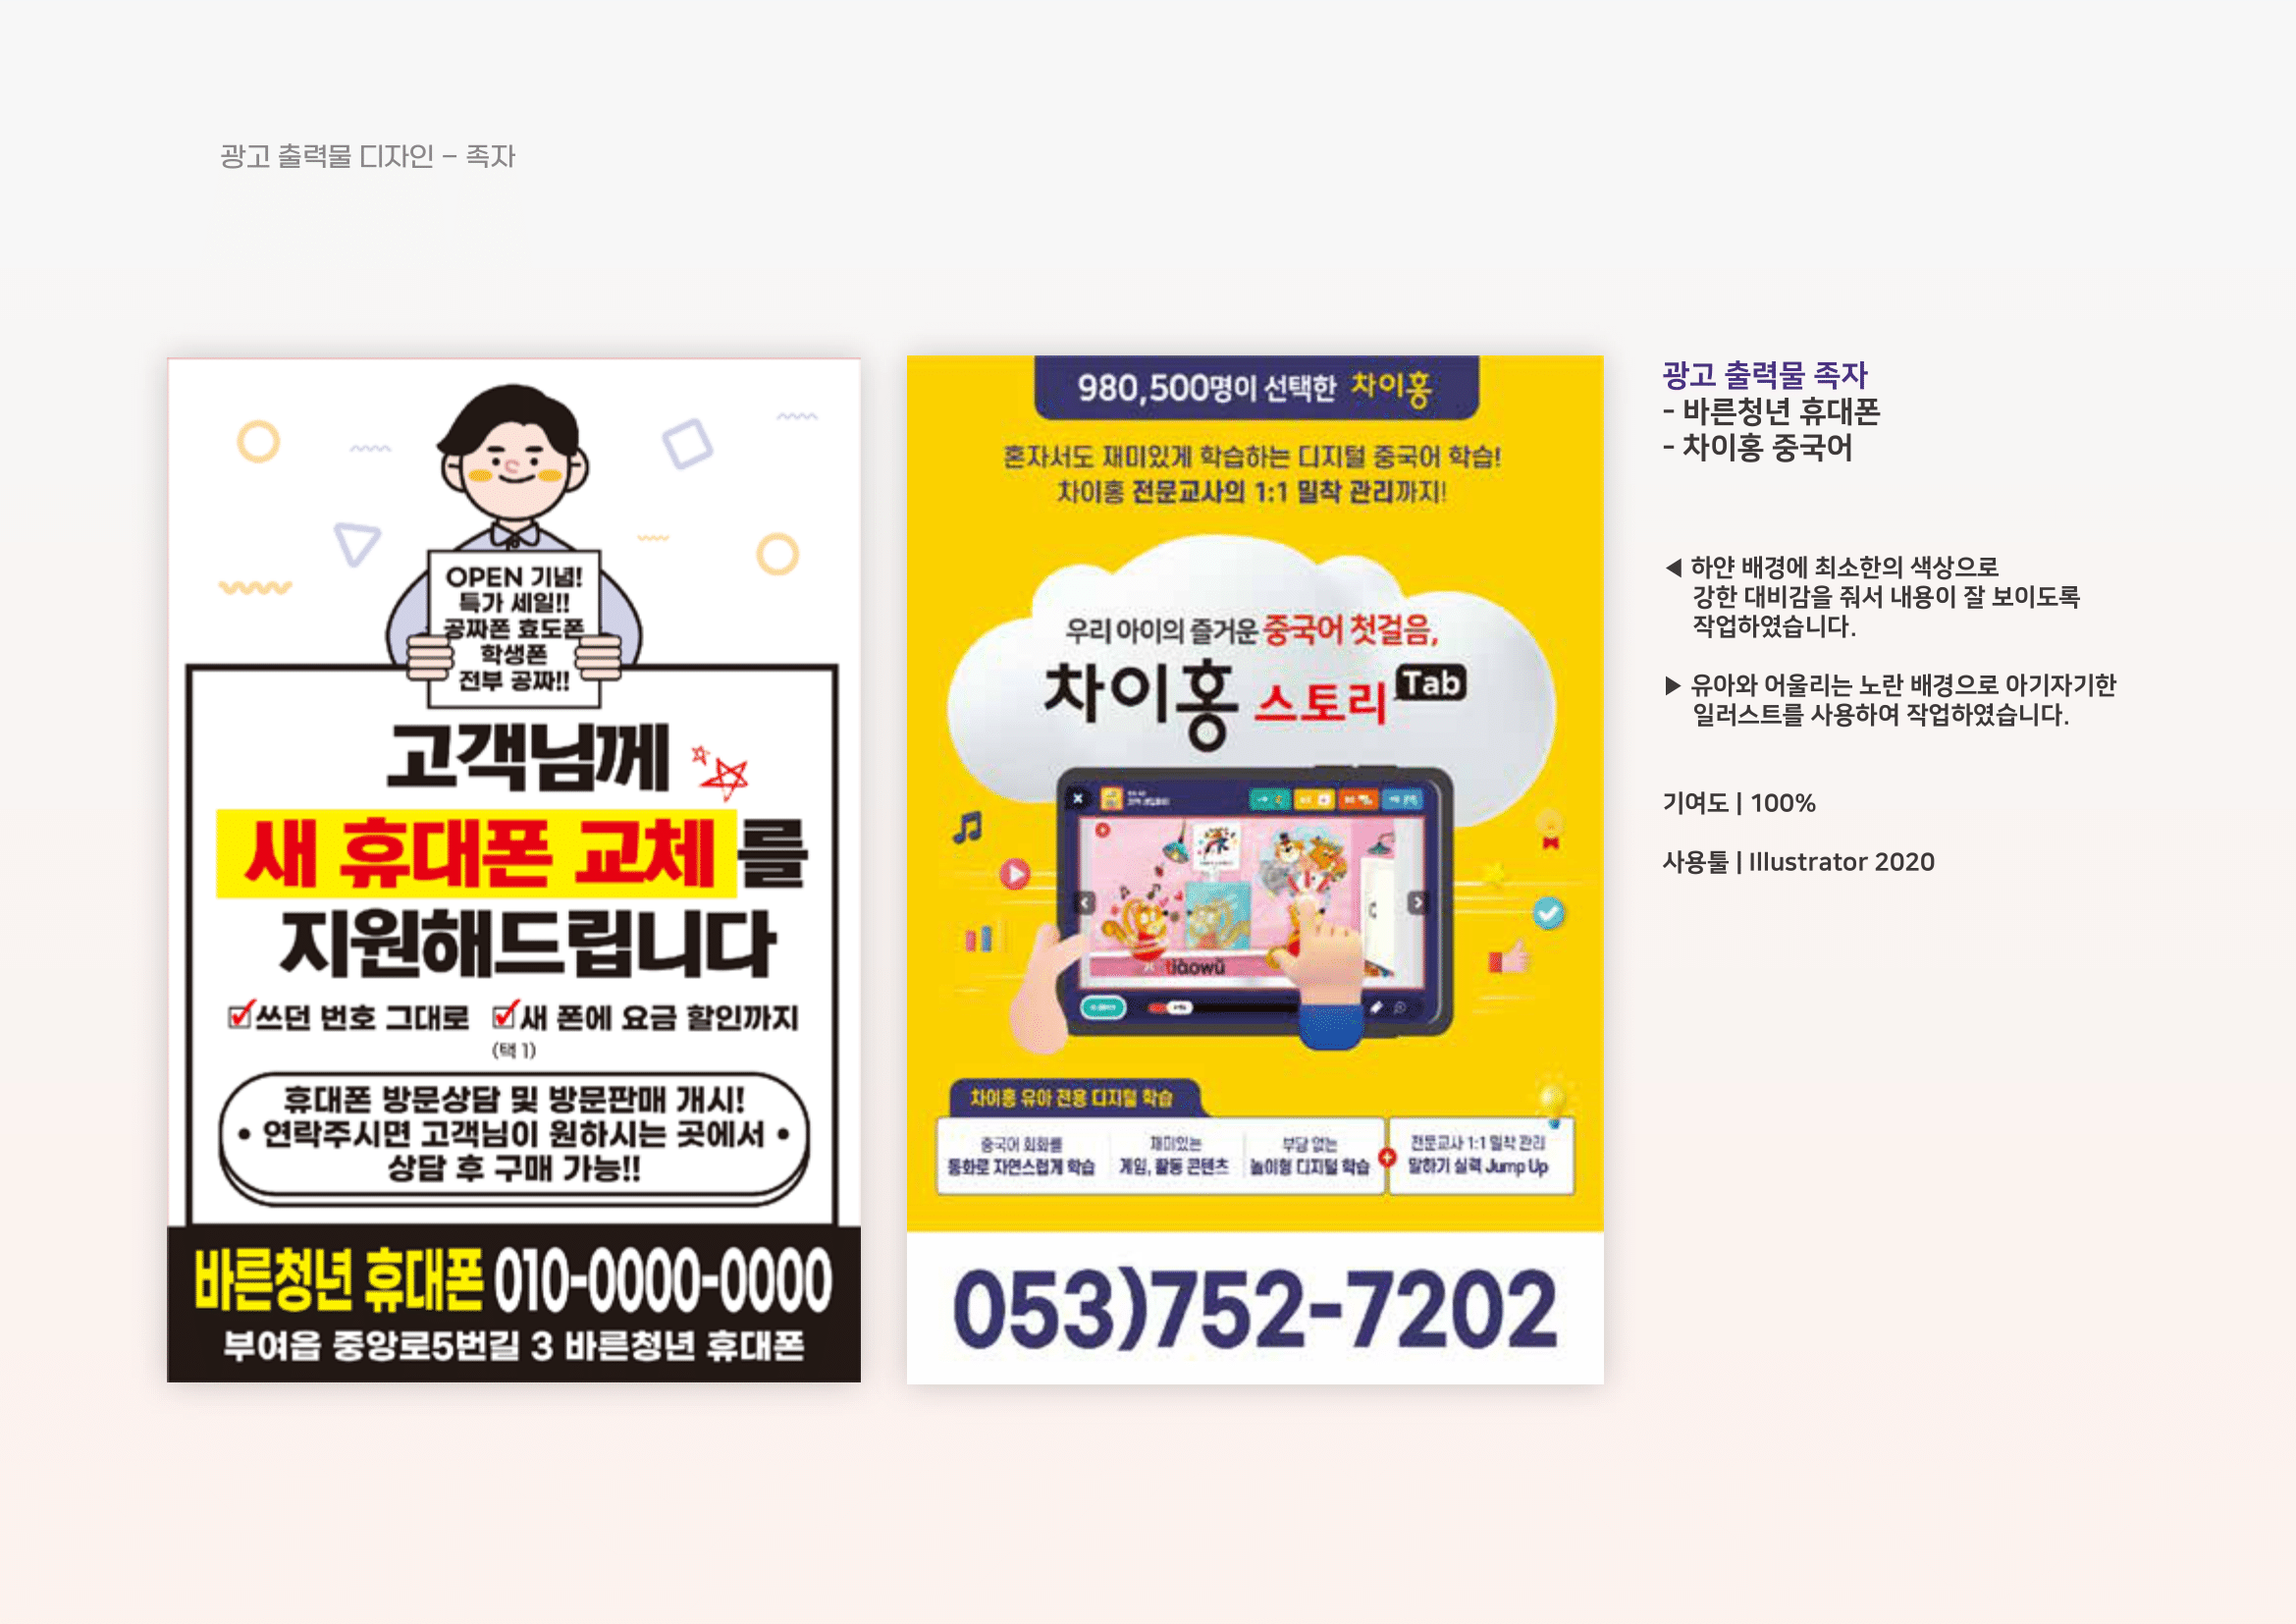 광고 출력물 디자인 – 족자
OPEN 기념!
특가 세일!!
공짜폰 효도폰
학생폰
전부 공짜!!
고객님께
새 휴대폰 교체를
지원해드립니다
쓰던 번호 그대로 새 폰에 요금 할인까지
(택 1)
휴대폰 방문상담 및 방문판매 개시!
• 연락주시면 고객님이 원하시는 곳에서 •
상담 후 구매 가능!!
바른청년 휴대폰 010-0000-0000
부여읍 중앙로5번길 3 바른청년 휴대폰
980,500명이 선택한 차이홍
혼자서도 재미있게 학습하는 디지털 중국어 학습!
차이홍 전문교사의 1:1 밀착 관리까지!
우리 아이의 즐거운 중국어 첫걸음,
차이홍 스토리 Tab
tiàowǔ
차이홍 유아 전용 디지털 학습
중국어 회화를
동화로 자연스럽게 학습
재미있는
게임, 활동 콘텐츠
부담 없는
놀이형 디지털 학습
전문교사 1:1 밀착 관리
말하기 실력 Jump Up
053)752-7202
광고 출력물 족자
- 바른청년 휴대폰
- 차이홍 중국어
◀ 하얀 배경에 최소한의 색상으로
강한 대비감을 줘서 내용이 잘 보이도록
작업하였습니다.
▶ 유아와 어울리는 노란 배경으로 아기자기한
일러스트를 사용하여 작업하였습니다.
기여도 | 100%
사용툴 | Illustrator 2020